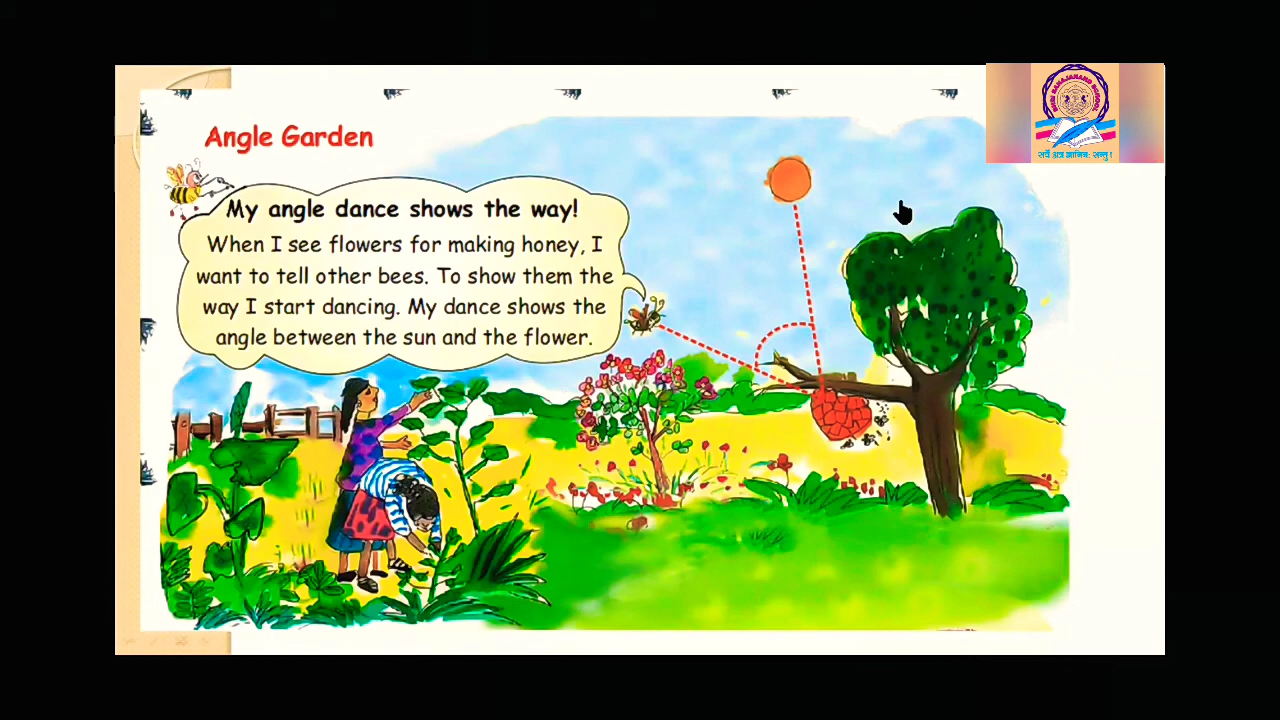 Angle Garden
My angle dance shows the way!
When I see flowers for making honey, I
want to tell other bees. To show them the
way I start dancing. My dance shows the
angle between the sun and the flower.